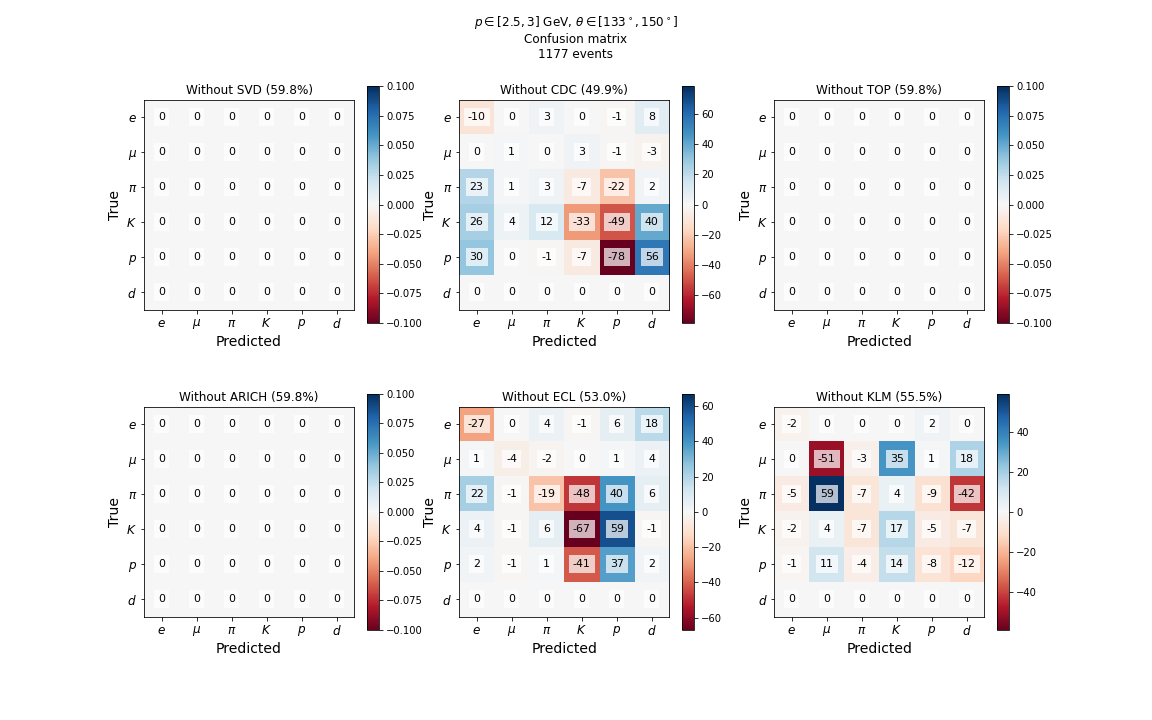 p ∈ [2.5, 3] GeV, θ ∈ [133°, 150°]
Confusion matrix
1177 events
Without SVD (59.8%)
True
e 0 0 0 0 0 0
μ 0 0 0 0 0 0
π 0 0 0 0 0 0
K 0 0 0 0 0 0
p 0 0 0 0 0 0
d 0 0 0 0 0 0
e μ π K p d
Predicted
0.100
0.075
0.050
0.025
0.000
−0.025
−0.050
−0.075
−0.100
Without CDC (49.9%)
True
e -10 0 3 0 -1 8
μ 0 1 0 3 -1 -3
π 23 1 3 -7 -22 2
K 26 4 12 -33 -49 40
p 30 0 -1 -7 -78 56
d 0 0 0 0 0 0
e μ π K p d
Predicted
60
40
20
0
−20
−40
−60
Without TOP (59.8%)
True
e 0 0 0 0 0 0
μ 0 0 0 0 0 0
π 0 0 0 0 0 0
K 0 0 0 0 0 0
p 0 0 0 0 0 0
d 0 0 0 0 0 0
e μ π K p d
Predicted
0.100
0.075
0.050
0.025
0.000
−0.025
−0.050
−0.075
−0.100
Without ARICH (59.8%)
True
e 0 0 0 0 0 0
μ 0 0 0 0 0 0
π 0 0 0 0 0 0
K 0 0 0 0 0 0
p 0 0 0 0 0 0
d 0 0 0 0 0 0
e μ π K p d
Predicted
0.100
0.075
0.050
0.025
0.000
−0.025
−0.050
−0.075
−0.100
Without ECL (53.0%)
True
e -27 0 4 -1 6 18
μ 1 -4 -2 0 1 4
π 22 -1 -19 -48 40 6
K 4 -1 6 -67 59 -1
p 2 -1 1 -41 37 2
d 0 0 0 0 0 0
e μ π K p d
Predicted
60
40
20
0
−20
−40
−60
Without KLM (55.5%)
True
e -2 0 0 0 2 0
μ 0 -51 -3 35 1 18
π -5 59 -7 4 -9 -42
K -2 4 -7 17 -5 -7
p -1 11 -4 14 -8 -12
d 0 0 0 0 0 0
e μ π K p d
Predicted
40
20
0
−20
−40